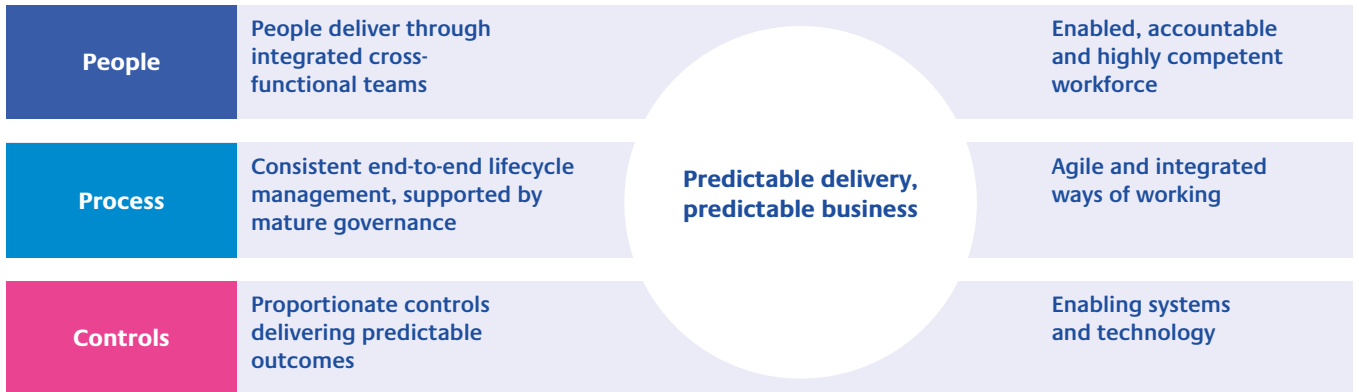 People
People deliver through
integrated cross-
functional teams
Enabled, accountable
and highly competent
workforce
Process
Consistent end-to-end lifecycle
management, supported by
mature governance
Predictable delivery,
predictable business
Agile and integrated
ways of working
Controls
Proportionate controls
delivering predictable
outcomes
Enabling systems
and technology